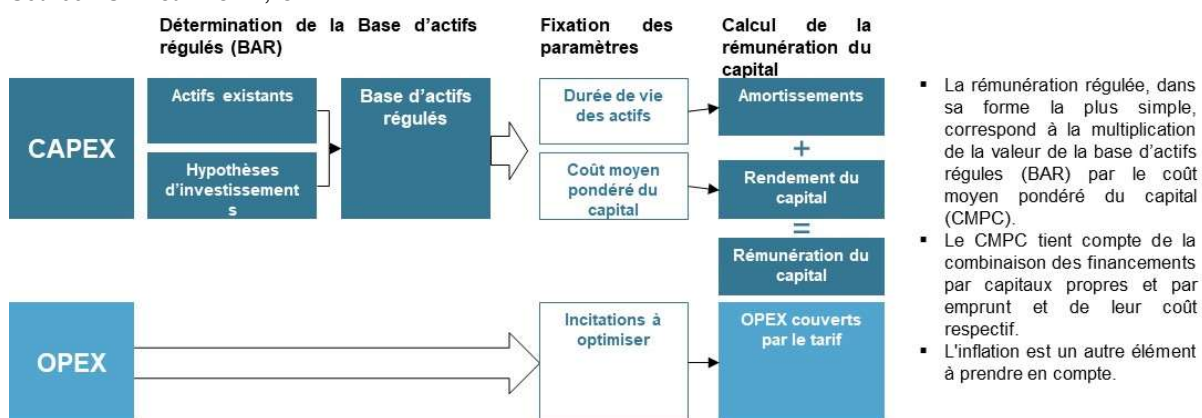 Détermination de la Base d'actifs
régulés (BAR)
Fixation des
paramètres
Calcul de la
rémunération du
capital
CAPEX
Actifs existants
Hypothèses
d'investissement
s
Base d'actifs
régulés
Durée de vie
des actifs
Coût moyen
pondéré du
capital
Amortissements
+
Rendement du
capital
=
Rémunération du
capital
OPEX
Incitations à
optimiser
OPEX couverts
par le tarif
▪ La rémunération régulée, dans
sa forme la plus simple,
correspond à la multiplication
de la valeur de la base d'actifs
régules (BAR) par le coût
moyen pondéré du capital
(CMPC).
▪ Le CMPC tient compte de la
combinaison des financements
par capitaux propres et par
emprunt et de leur coût
respectif.
▪ L'inflation est un autre élément
à prendre en compte.